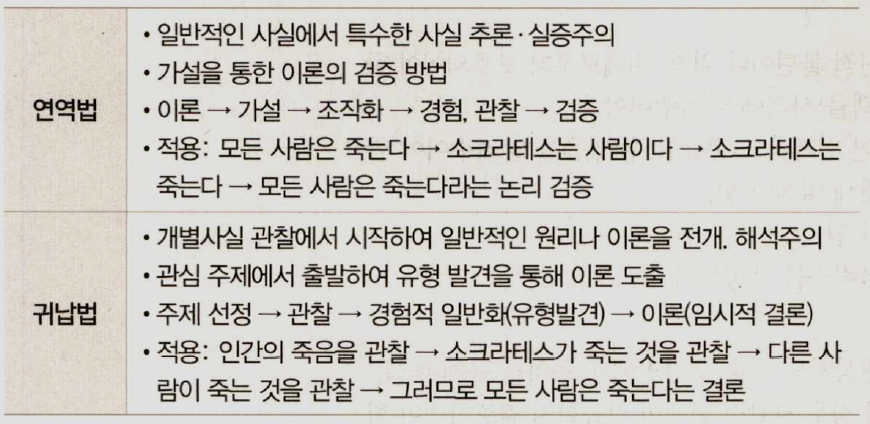 연역법
• 일반적인 사실에서 특수한 사실 추론·실증주의
• 가설을 통한 이론의 검증 방법
• 이론 → 가설 → 조작화 → 경험, 관찰 → 검증
• 적용: 모든 사람은 죽는다 → 소크라테스는 사람이다 → 소크라테스는
죽는다 → 모든 사람은 죽는다라는 논리 검증
귀납법
• 개별사실 관찰에서 시작하여 일반적인 원리나 이론을 전개. 해석주의
• 관심 주제에서 출발하여 유형 발견을 통해 이론 도출
• 주제 선정 → 관찰 → 경험적 일반화(유형발견) → 이론(임시적 결론)
• 적용: 인간의 죽음을 관찰 → 소크라테스가 죽는 것을 관찰 → 다른 사
람이 죽는 것을 관찰 → 그러므로 모든 사람은 죽는다는 결론